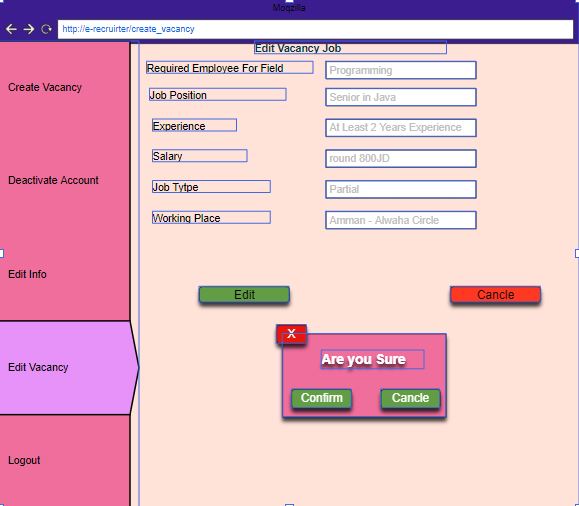 Moqzilla
http://e-recruirter/create_vacancy
Edit Vacancy Job
Required Employee For Field
Programming
Create Vacancy
Job Position
Senior in Java
Experience
At Least 2 Years Experience
Salary
round 800JD
Deactivate Account
Job Tytpe
Partial
Working Place
Amman - Alwaha Circle
Edit Info
Edit
Cancle
X
Are you Sure
Edit Vacancy
Confirm
Cancle
Logout